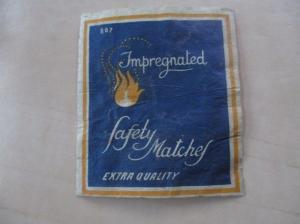 507
Impregnated
Safety
Matches
EXTRA QUALITY